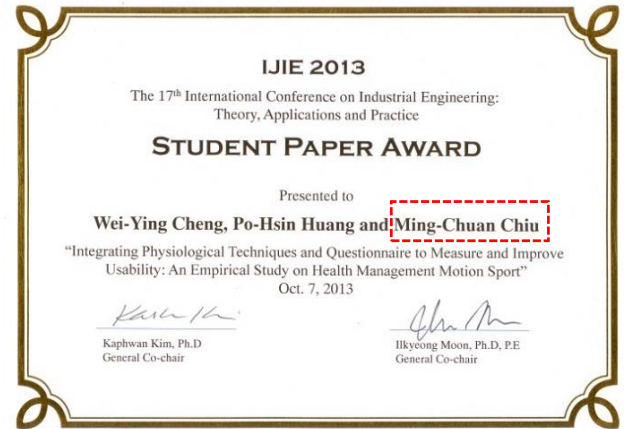 IJIE 2013
The 17th International Conference on Industrial Engineering:
Theory, Applications and Practice
STUDENT PAPER AWARD
Presented to
Wei-Ying Cheng, Po-Hsin Huang and Ming-Chuan Chiu
“Integrating Physiological Techniques and Questionnaire to Measure and Improve
Usability: An Empirical Study on Health Management Motion Sport”
Oct. 7, 2013
Kaphwan Kim, Ph.D
General Co-chair
Ilkyeong Moon, Ph.D, P.E
General Co-chair